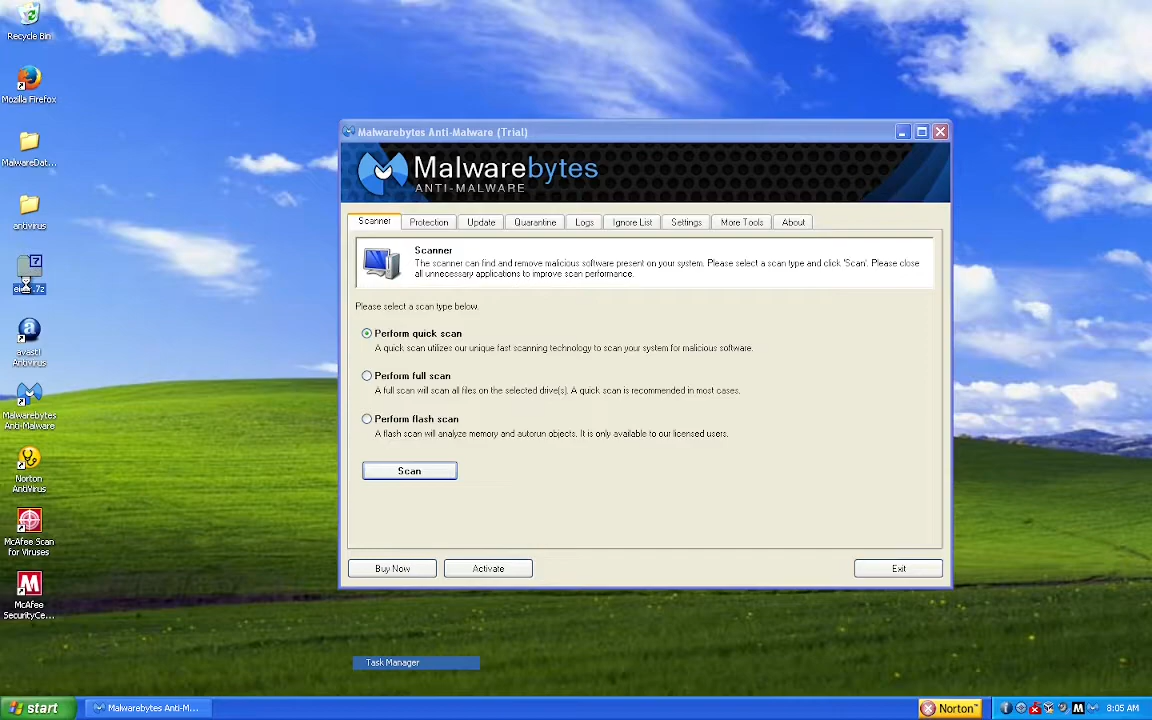 Recycle Bin
Mozilla Firefox
MalwareDat...
antivirus
.7z
avast!
Antivirus
Malwarebytes
Anti-Malware
Norton
AntiVirus
McAfee Scan
for Viruses
McAfee
SecurityCe...
Malwarebytes Anti-Malware (Trial)
Malwarebytes
ANTI-MALWARE
Scanner
Protection
Update
Quarantine
Logs
Ignore List
Settings
More Tools
About
Scanner
The scanner can find and remove malicious software present on your system. Please select a scan type and click 'Scan'. Please close
all unnecessary applications to improve scan performance.
Please select a scan type below.
Perform quick scan
A quick scan utilizes our unique fast scanning technology to scan your system for malicious software.
Perform full scan
A full scan will scan all files on the selected drive(s). A quick scan is recommended in most cases.
Perform flash scan
A flash scan will analyze memory and autorun objects. It is only available to our licensed users.
Scan
Buy Now
Activate
Exit
Task Manager
start
Malwarebytes Anti-M...
Norton™
8:05 AM